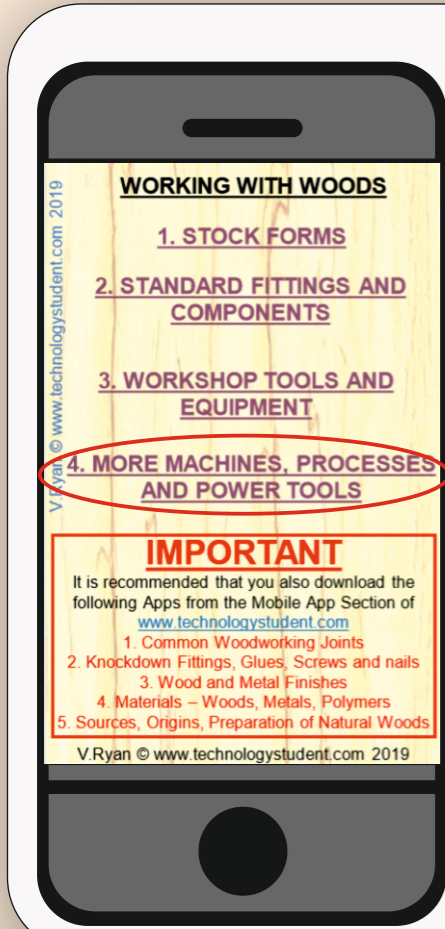 WORKING WITH WOODS
1. STOCK FORMS
2. STANDARD FITTINGS AND
COMPONENTS
3. WORKSHOP TOOLS AND
EQUIPMENT
4. MORE MACHINES, PROCESSES
AND POWER TOOLS
IMPORTANT
It is recommended that you also download the
following Apps from the Mobile App Section of
www.technologystudent.com
1. Common Woodworking Joints
2. Knockdown Fittings, Glues, Screws and nails
3. Wood and Metal Finishes
4. Materials – Woods, Metals, Polymers
5. Sources, Origins, Preparation of Natural Woods
V.Ryan © www.technologystudent.com 2019
V.Ryan © www.technologystudent.com 2019